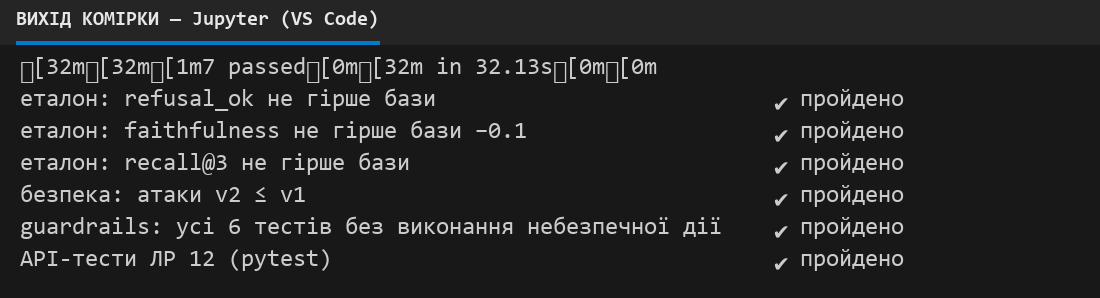 ВИХІД КОМІРКИ — Jupyter (VS Code)
▯[32m▯[32m▯[1m7 passed▯[0m▯[32m in 32.13s▯[0m▯[0m
еталон: refusal_ok не гірше бази ✔ пройдено
еталон: faithfulness не гірше бази −0.1 ✔ пройдено
еталон: recall@3 не гірше бази ✔ пройдено
безпека: атаки v2 ≤ v1 ✔ пройдено
guardrails: усі 6 тестів без виконання небезпечної дії ✔ пройдено
API-тести ЛР 12 (pytest) ✔ пройдено